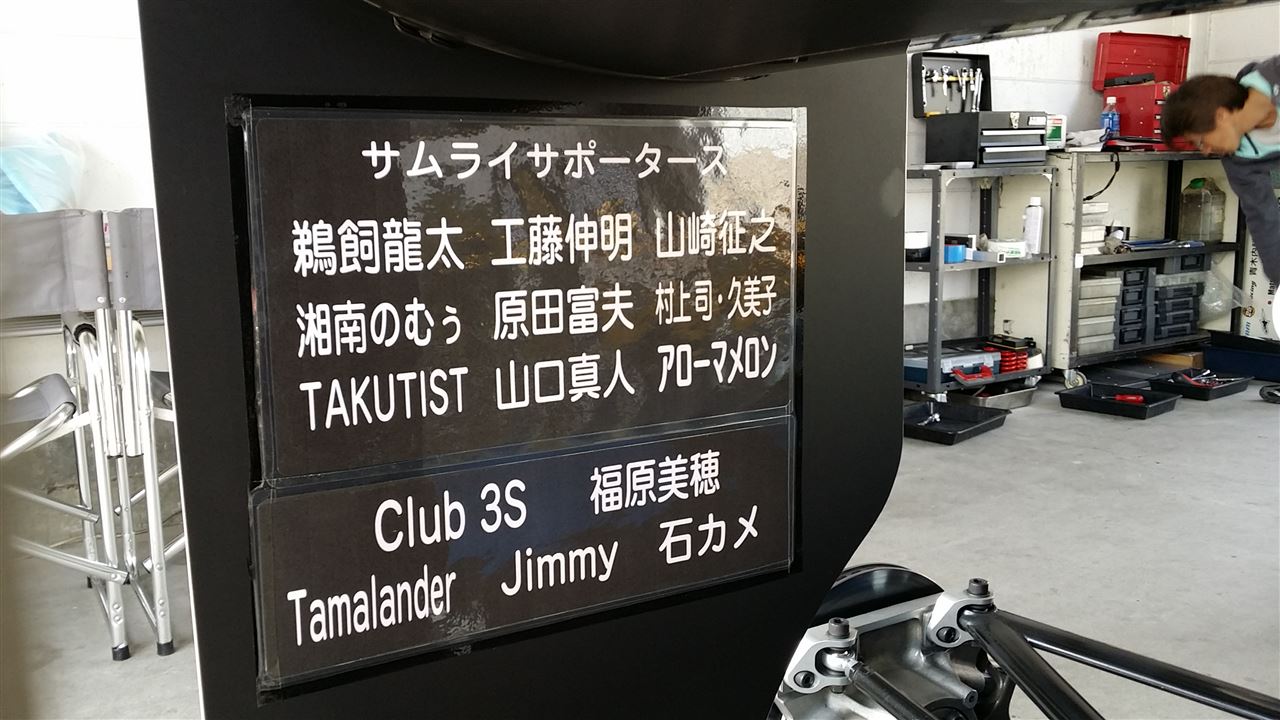 サムライサポータース
鵜飼龍太 工藤伸明 山崎征之
湘南のむぅ 原田富夫 村上司・久美子
TAKUTIST 山口真人 アローマメロン
Club 3S 福原美穂
Tamalander Jimmy 石カメ